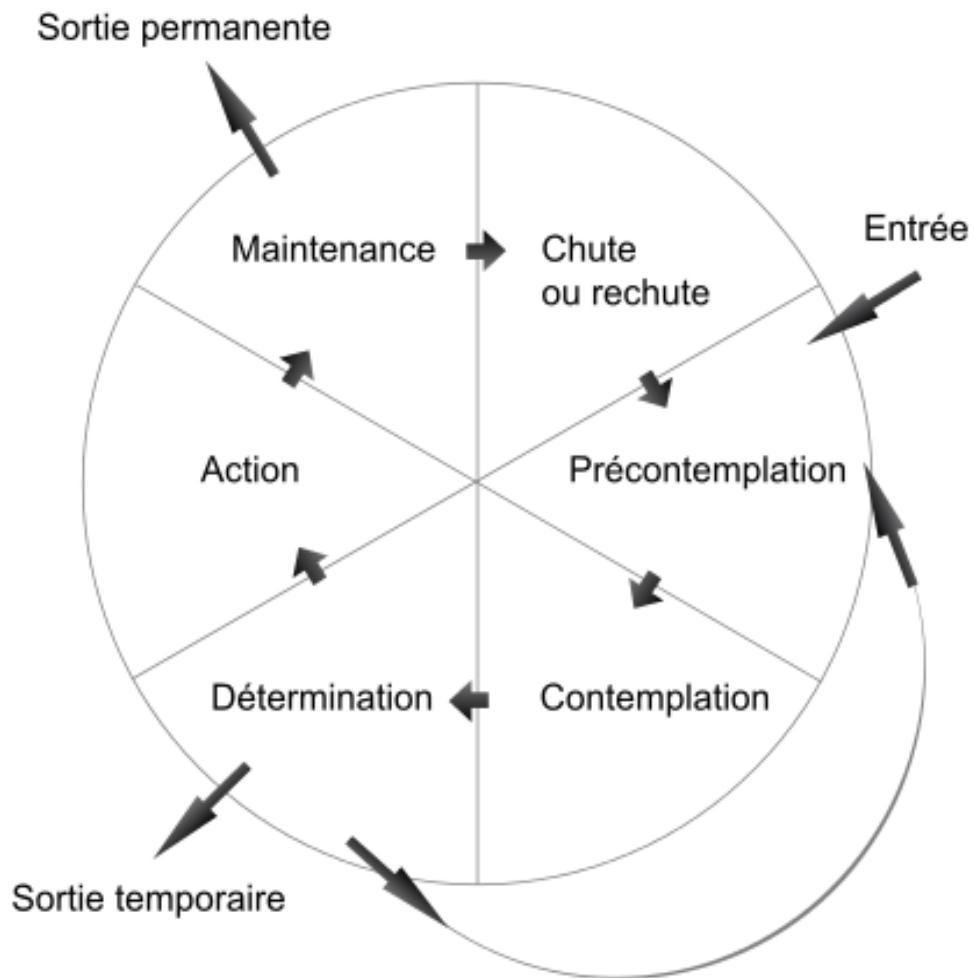 Sortie permanente
Entrée
Maintenance
Chute
ou rechute
Action
Précontemplation
Détermination
Contemplation
Sortie temporaire